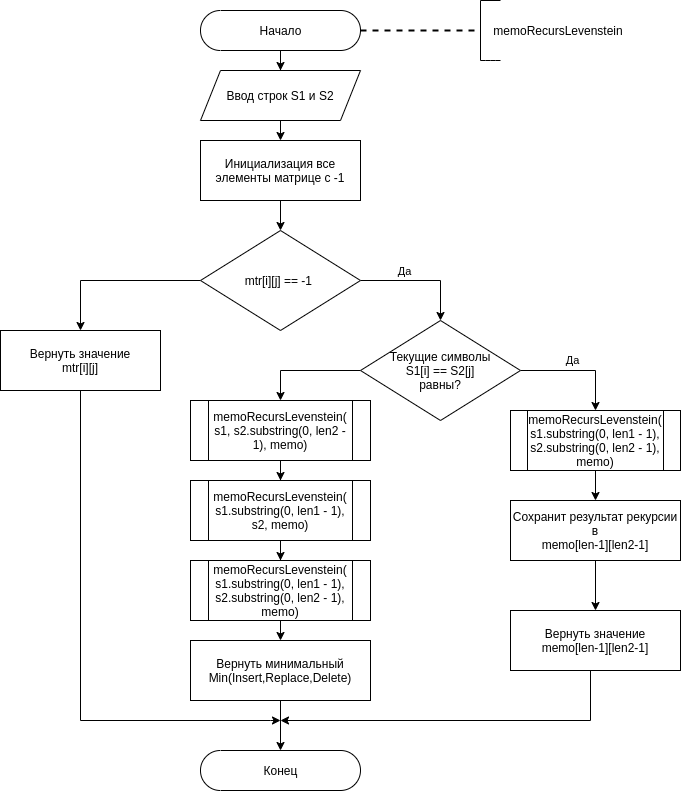 Начало
memoRecursLevenstein
Ввод строк S1 и S2
Инициализация все
элементы матрице с -1
mtr[i][j] == -1
Да
Вернуть значение
mtr[i][j]
Текущие символы
S1[i] == S2[j]
равны?
Да
memoRecursLevenstein(
s1, s2.substring(0, len2 -
1), memo)
memoRecursLevenstein(
s1.substring(0, len1 - 1),
s2.substring(0, len2 - 1),
memo)
memoRecursLevenstein(
s1.substring(0, len1 - 1),
s2, memo)
Сохранит результат рекурсии
в
memo[len-1][len2-1]
memoRecursLevenstein(
s1.substring(0, len1 - 1),
s2.substring(0, len2 - 1),
memo)
Вернуть значение
memo[len-1][len2-1]
Вернуть минимальный
Min(Insert,Replace,Delete)
Конец